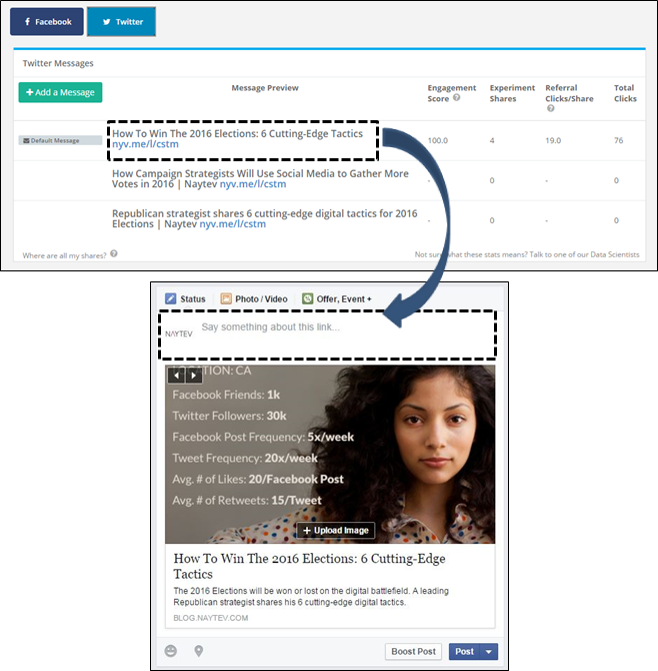 Facebook
Twitter
Twitter Messages
Add a Message
Message Preview
Engagement Score
Experiment Shares
Referral Clicks/Share
Total Clicks
Default Message
How To Win The 2016 Elections: 6 Cutting-Edge Tactics
nyv.me/l/cstm
100.0
4
19.0
76
How Campaign Strategists Will Use Social Media to Gather More
Votes in 2016 | Naytev nyv.me/l/cstm
-
0
-
0
Republican strategist shares 6 cutting-edge digital tactics for 2016
Elections | Naytev nyv.me/l/cstm
-
0
-
0
Where are all my shares?
Not sure what these stats means? Talk to one of our Data Scientists
Status
Photo / Video
Offer, Event +
NAYTEV
Say something about this link...
LOCATION: CA
Facebook Friends: 1k
Twitter Followers: 30k
Facebook Post Frequency: 5x/week
Tweet Frequency: 20x/week
Avg. # of Likes: 20/Facebook Post
Avg. # of Retweets: 15/Tweet
+ Upload Image
How To Win The 2016 Elections: 6 Cutting-Edge
Tactics
The 2016 Elections will be won or lost on the digital battlefield. A leading
Republican strategist shares his 6 cutting-edge digital tactics.
BLOG.NAYTEV.COM
Boost Post
Post